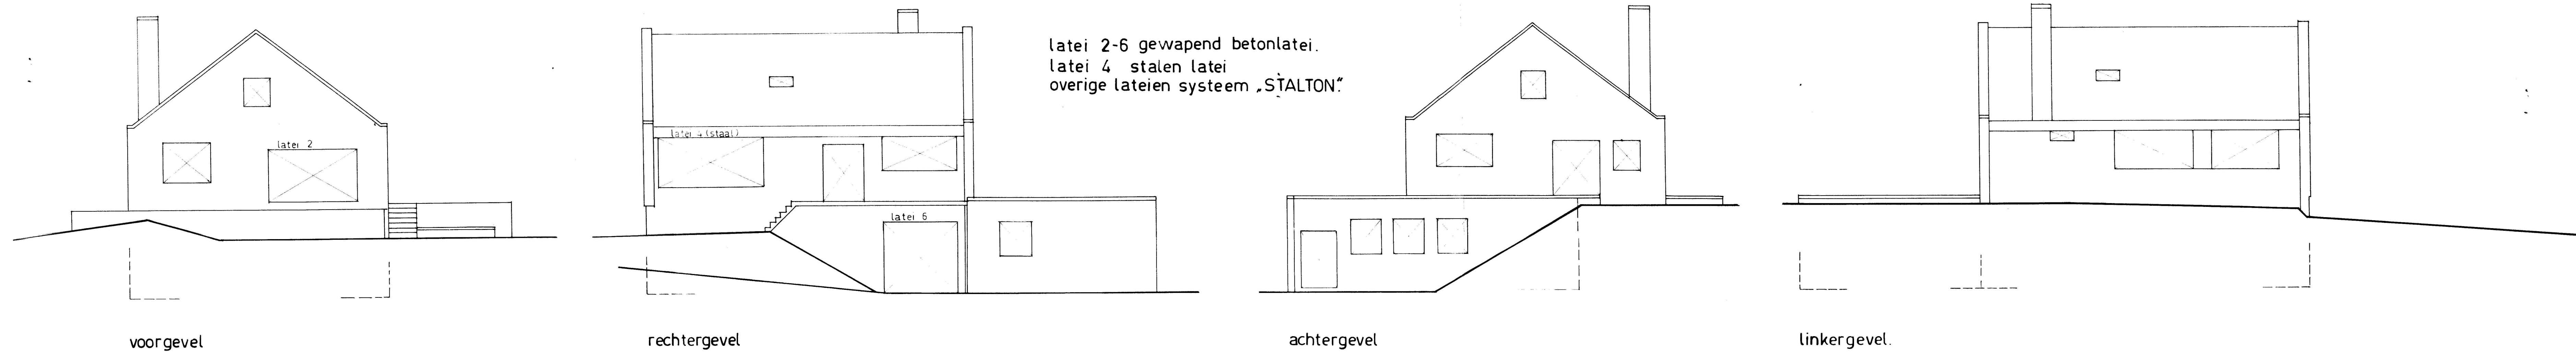 latei 2-6 gewapend betonlatei.
latei 4 stalen latei
overige lateien systeem „STALTON."
latei 2
latei 4 (staal)
latei 6
voorgevel
rechtergevel
achtergevel
linkergevel.